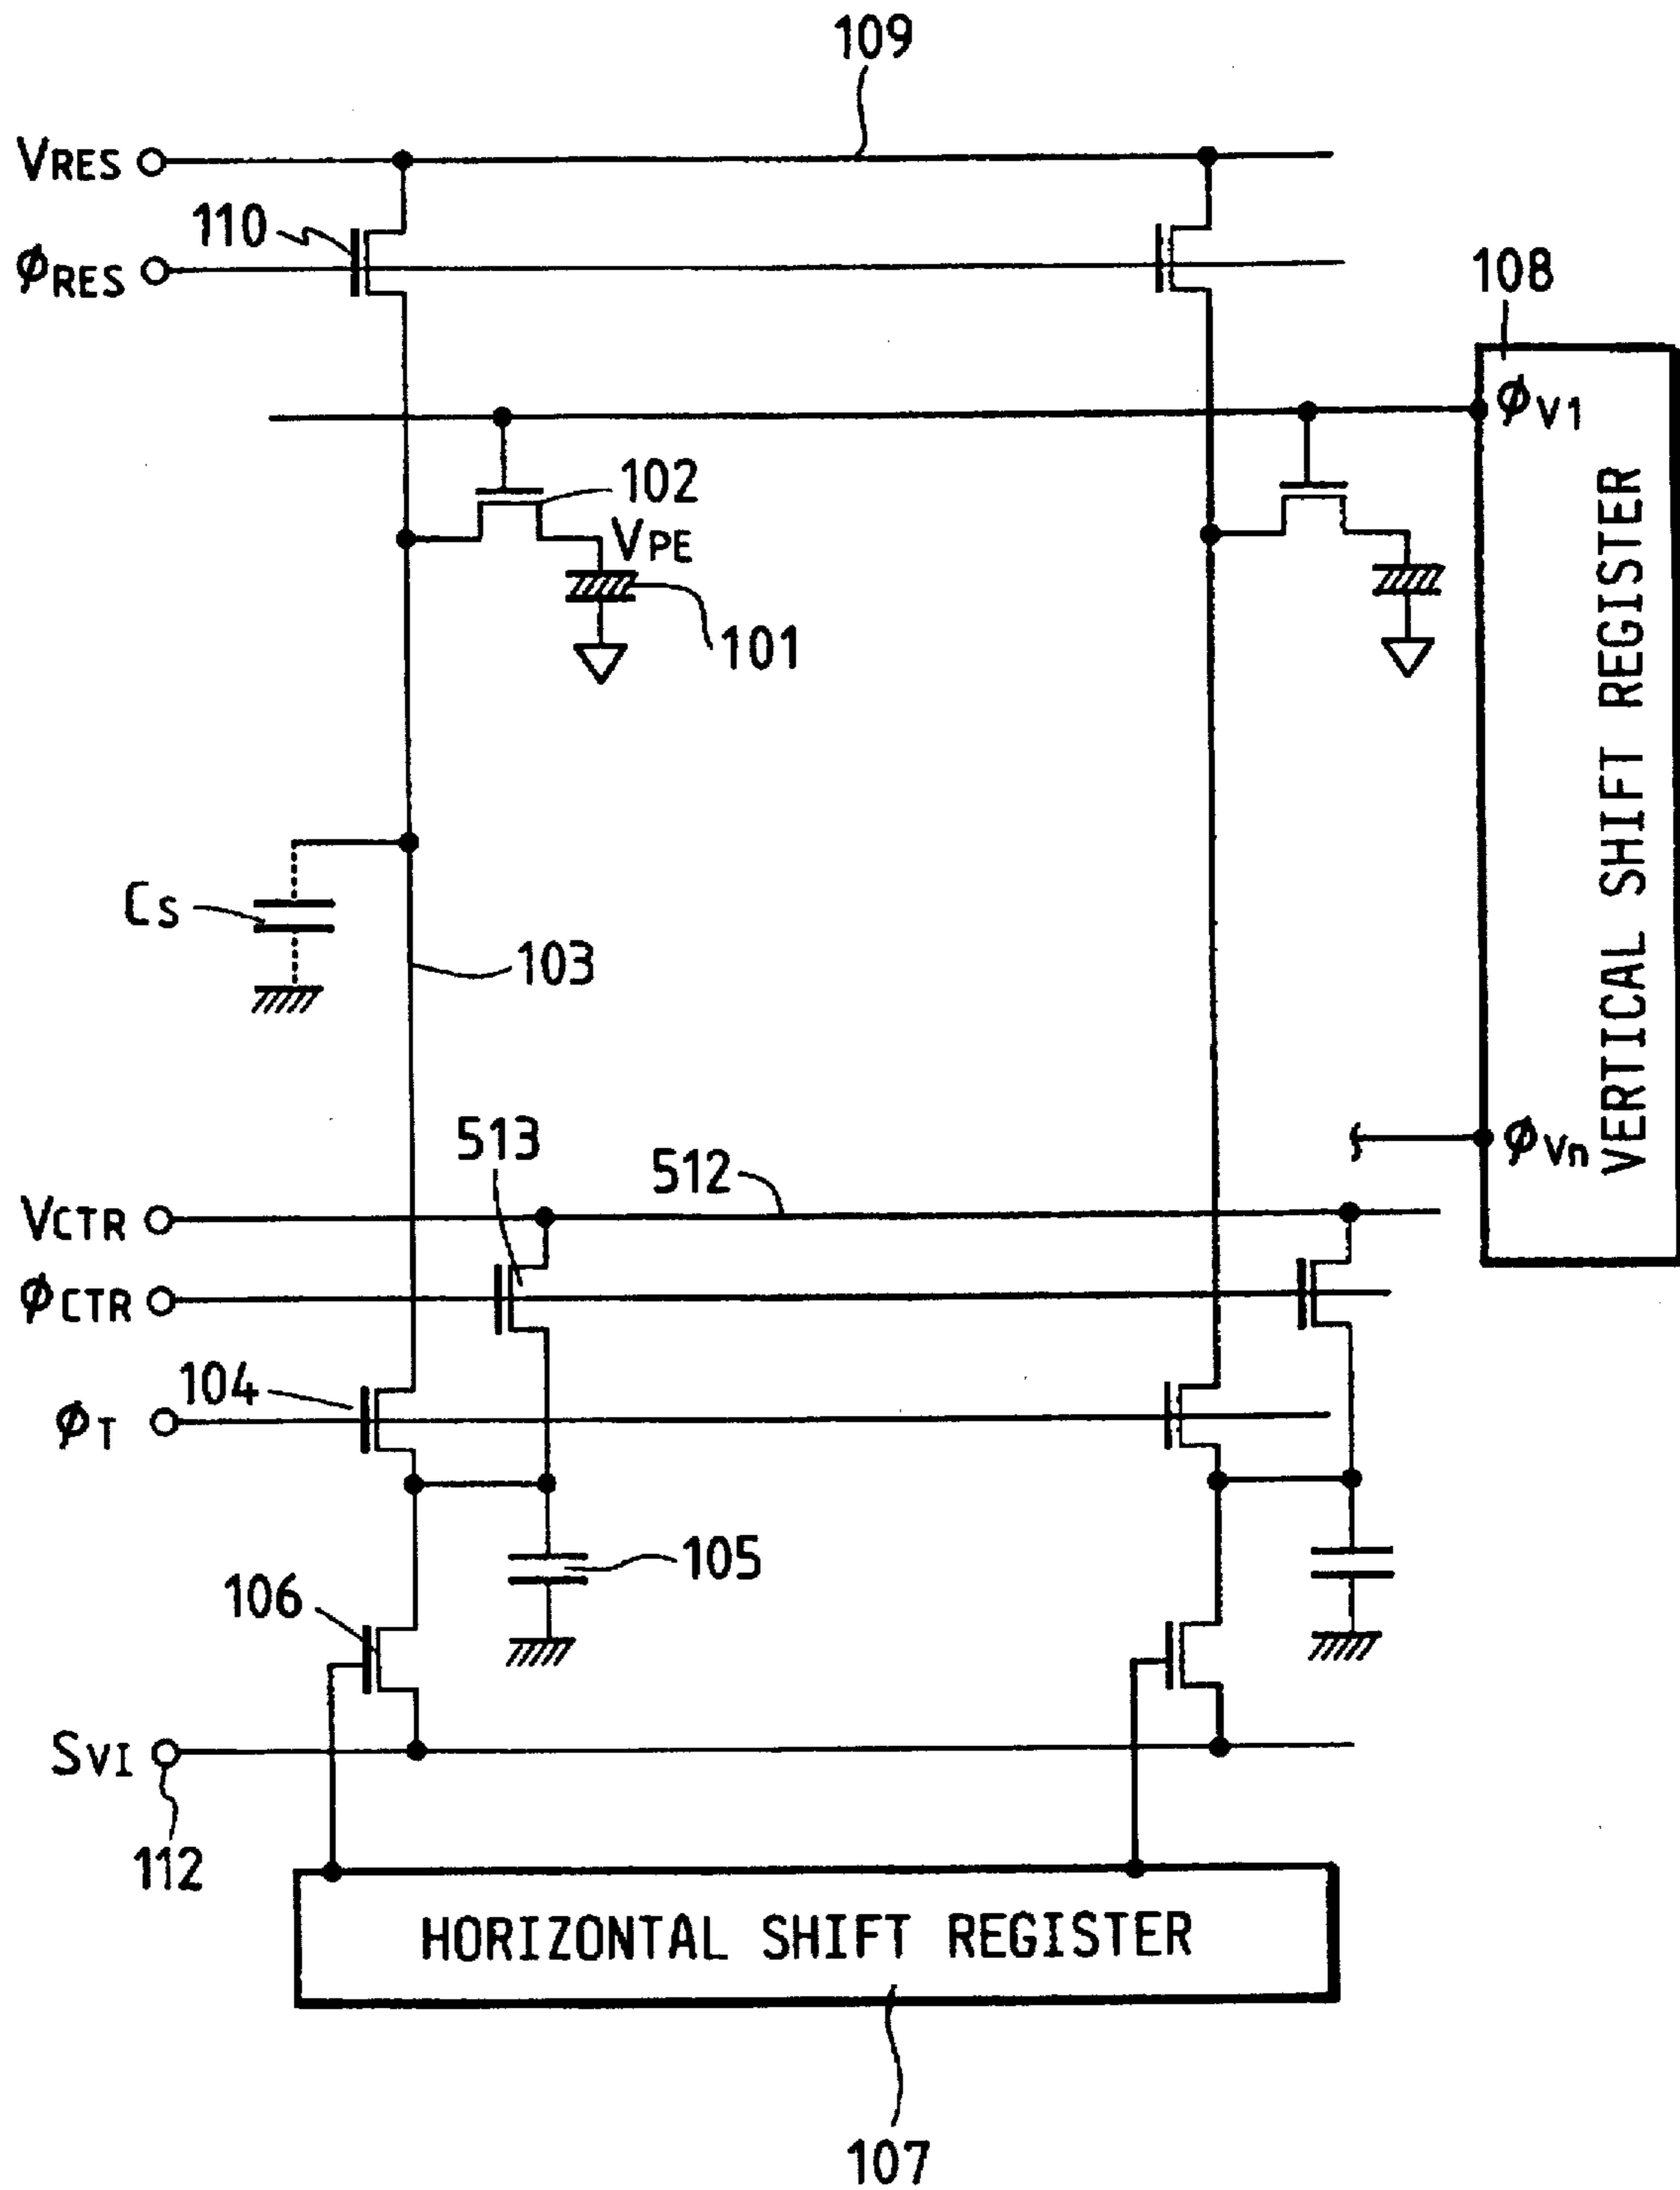 109
VRES
110
ϕRES
108
ϕV1
102
VPE
101
VERTICAL SHIFT REGISTER
CS
103
513
ϕVn
512
VCTR
ϕCTR
104
ϕT
105
106
SVI
112
HORIZONTAL SHIFT REGISTER
107